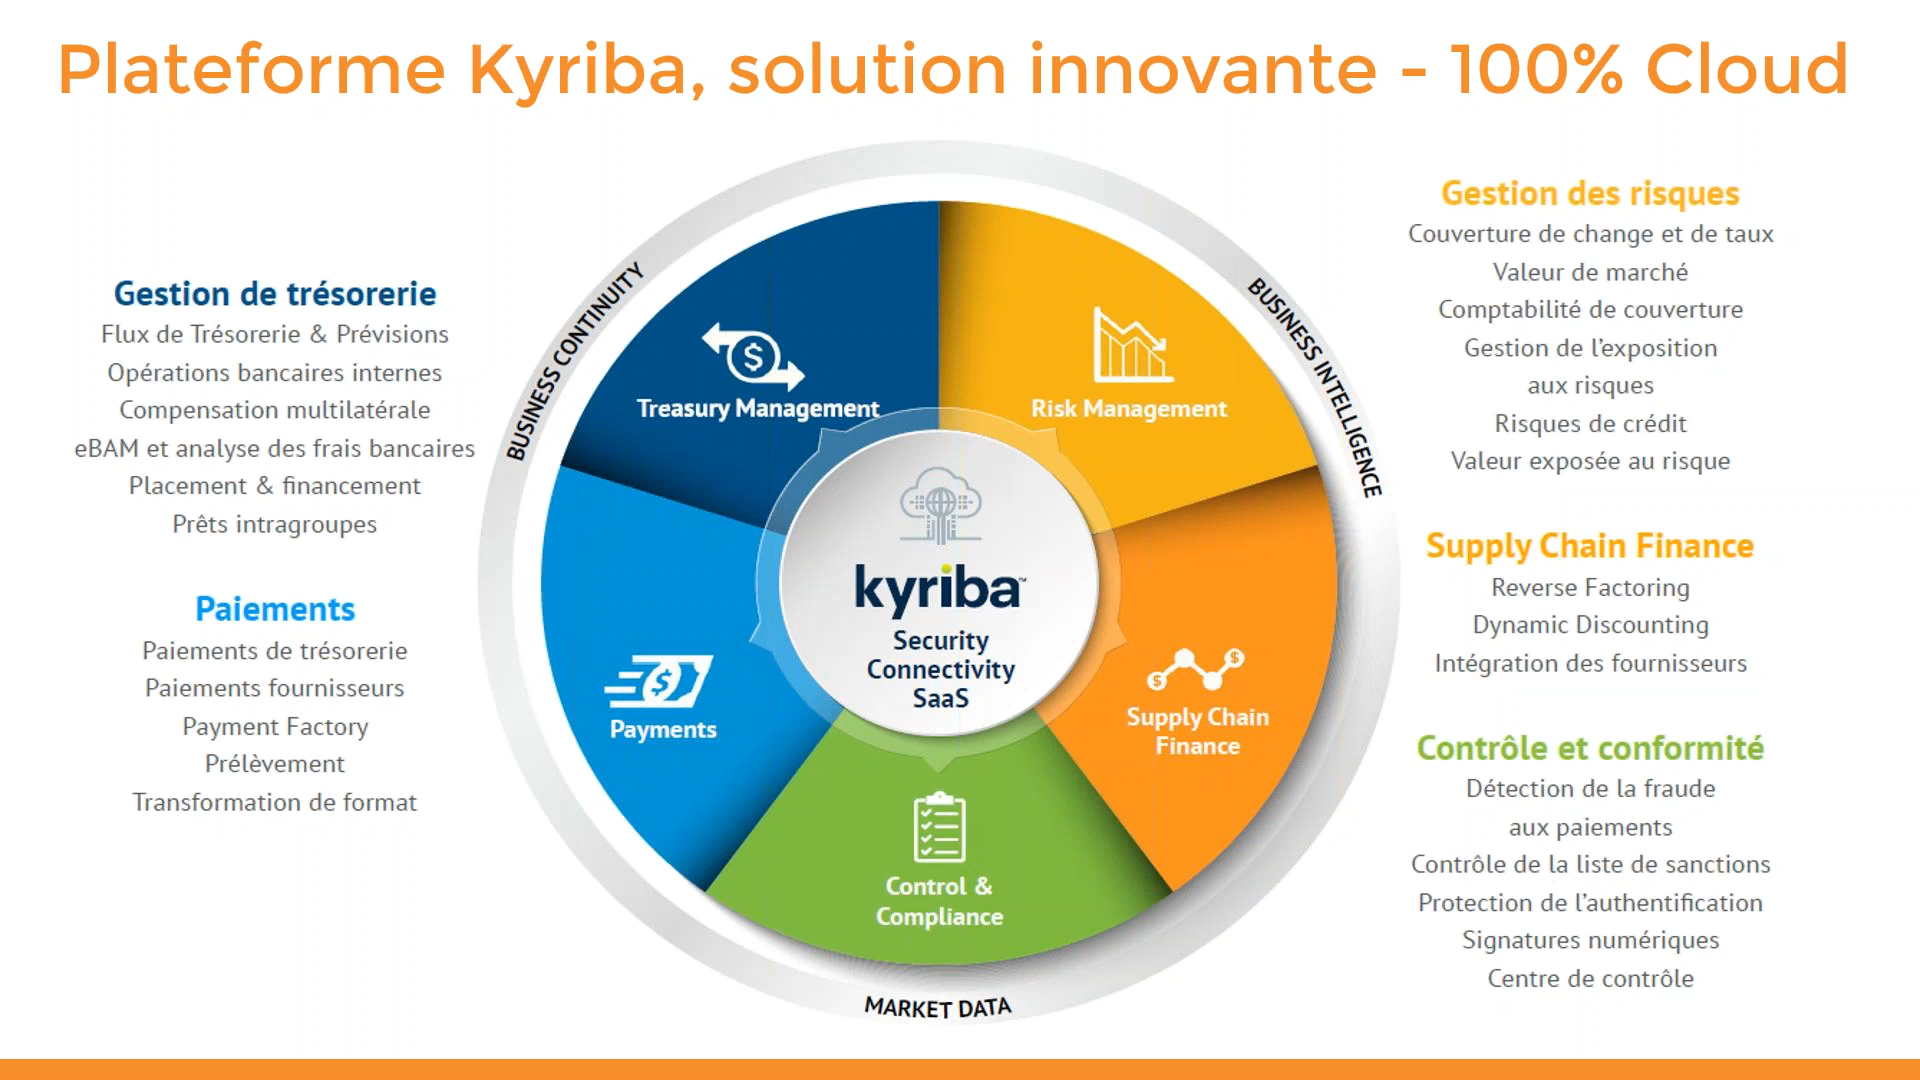 Plateforme Kyriba, solution innovante - 100% Cloud
Gestion de trésorerie
Flux de Trésorerie & Prévisions
Opérations bancaires internes
Compensation multilatérale
eBAM et analyse des frais bancaires
Placement & financement
Prêts intragroupes
Paiements
Paiements de trésorerie
Paiements fournisseurs
Payment Factory
Prélèvement
Transformation de format
BUSINESS CONTINUITY
BUSINESS INTELLIGENCE
MARKET DATA
Treasury Management
Risk Management
Payments
Supply Chain
Finance
Control &
Compliance
kyriba™
Security
Connectivity
SaaS
Gestion des risques
Couverture de change et de taux
Valeur de marché
Comptabilité de couverture
Gestion de l'exposition
aux risques
Risques de crédit
Valeur exposée au risque
Supply Chain Finance
Reverse Factoring
Dynamic Discounting
Intégration des fournisseurs
Contrôle et conformité
Détection de la fraude
aux paiements
Contrôle de la liste de sanctions
Protection de l'authentification
Signatures numériques
Centre de contrôle